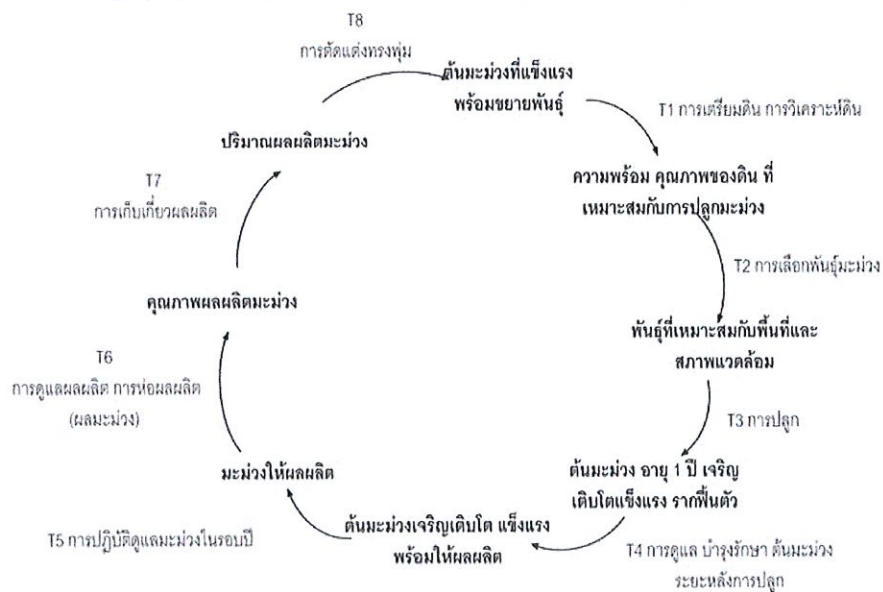 T8
การตัดแต่งทรงพุ่ม
ต้นมะม่วงที่แข็งแรง
พร้อมขยายพันธุ์
T1 การเตรียมดิน การวิเคราะห์ดิน
ความพร้อม คุณภาพของดิน ที่
เหมาะสมกับการปลูกมะม่วง
T2 การเลือกพันธุ์มะม่วง
พันธุ์ที่เหมาะสมกับพื้นที่และ
สภาพแวดล้อม
T3 การปลูก
ต้นมะม่วง อายุ 1 ปี เจริญ
เติบโตแข็งแรง รากฟื้นตัว
T4 การดูแล บำรุงรักษา ต้นมะม่วง
ระยะหลังการปลูก
ต้นมะม่วงเจริญเติบโต แข็งแรง
พร้อมให้ผลผลิต
T5 การปฏิบัติดูแลมะม่วงในรอบปี
มะม่วงให้ผลผลิต
T6
การดูแลผลผลิต การห่อผลผลิต
(ผลมะม่วง)
คุณภาพผลผลิตมะม่วง
T7
การเก็บเกี่ยวผลผลิต
ปริมาณผลผลิตมะม่วง